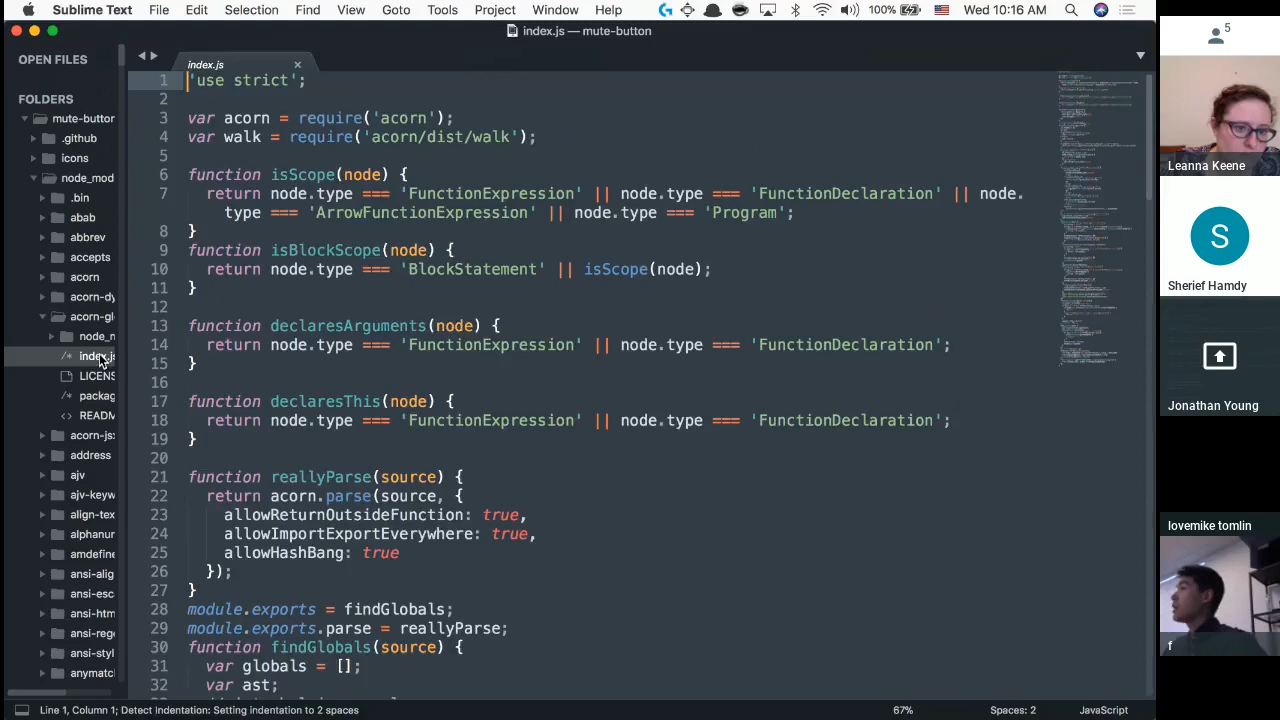 Sublime Text File Edit Selection Find View Goto Tools Project Window Help 100% Wed 10:16 AM
index.js — mute-button
OPEN FILES
FOLDERS
mute-button
.github
icons
node_mod
.bin
abab
abbrev
accepts
acorn
acorn-dy
acorn-gl
node
index.js
LICENS
packag
READM
acorn-jsx
address
ajv
ajv-keyw
align-tex
alphanur
amdefine
ansi-alig
ansi-esc
ansi-htm
ansi-rege
ansi-styl
anymatc
index.js
1 'use strict';
2
3 var acorn = require('acorn');
4 var walk = require('acorn/dist/walk');
5
6 function isScope(node) {
7 return node.type === 'FunctionExpression' || node.type === 'FunctionDeclaration' || node.
type === 'ArrowFunctionExpression' || node.type === 'Program';
8 }
9 function isBlockScope(node) {
10 return node.type === 'BlockStatement' || isScope(node);
11 }
12
13 function declaresArguments(node) {
14 return node.type === 'FunctionExpression' || node.type === 'FunctionDeclaration';
15 }
16
17 function declaresThis(node) {
18 return node.type === 'FunctionExpression' || node.type === 'FunctionDeclaration';
19 }
20
21 function reallyParse(source) {
22 return acorn.parse(source, {
23 allowReturnOutsideFunction: true,
24 allowImportExportEverywhere: true,
25 allowHashBang: true
26 });
27 }
28 module.exports = findGlobals;
29 module.exports.parse = reallyParse;
30 function findGlobals(source) {
31 var globals = [];
32 var ast;
Line 1, Column 1; Detect Indentation: Setting indentation to 2 spaces 67% Spaces: 2 JavaScript
5
Leanna Keene
S
Sherief Hamdy
Jonathan Young
lovemike tomlin
f